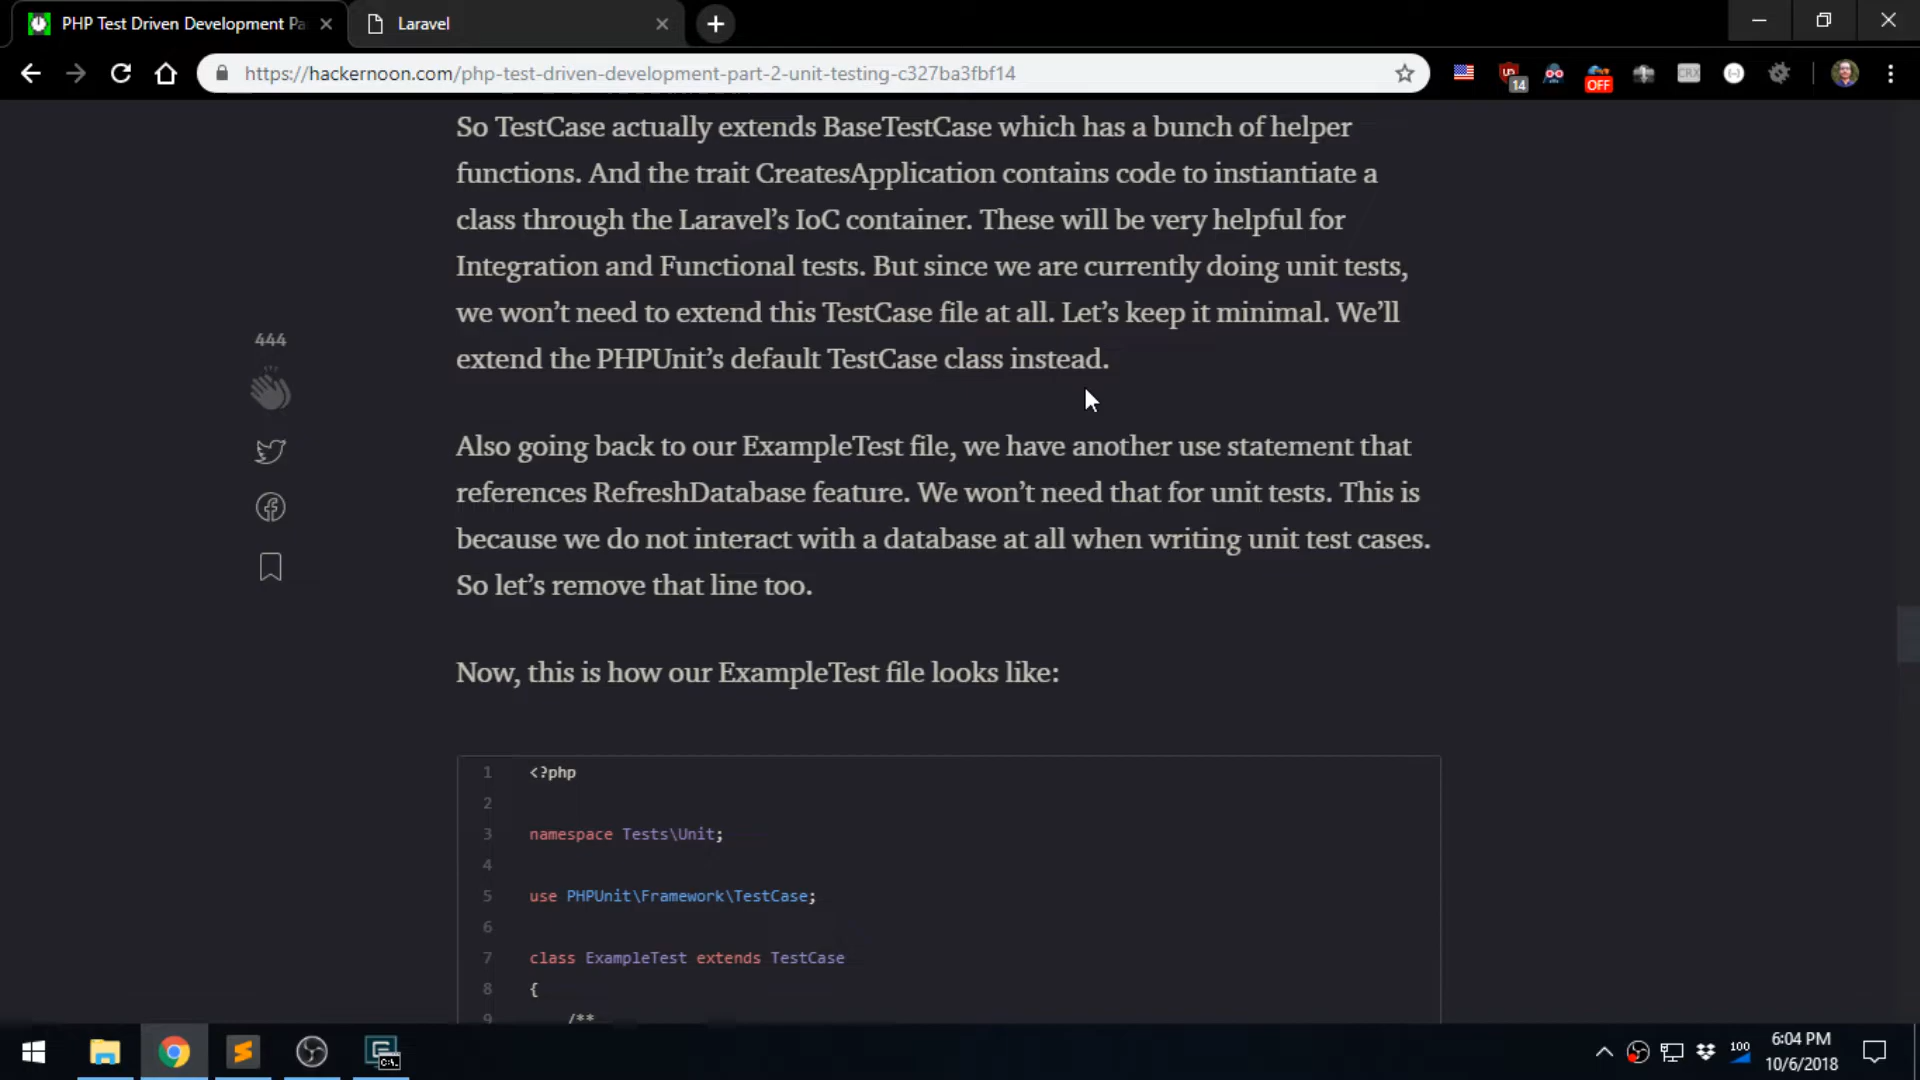 PHP Test Driven Development Pa
Laravel
https://hackernoon.com/php-test-driven-development-part-2-unit-testing-c327ba3fbf14
14
OFF
CRX
So TestCase actually extends BaseTestCase which has a bunch of helper
functions. And the trait CreatesApplication contains code to instiantiate a
class through the Laravel’s IoC container. These will be very helpful for
Integration and Functional tests. But since we are currently doing unit tests,
we won’t need to extend this TestCase file at all. Let’s keep it minimal. We’ll
extend the PHPUnit’s default TestCase class instead.
444
Also going back to our ExampleTest file, we have another use statement that
references RefreshDatabase feature. We won’t need that for unit tests. This is
because we do not interact with a database at all when writing unit test cases.
So let’s remove that line too.
Now, this is how our ExampleTest file looks like:
1 <?php
2
3 namespace Tests\Unit;
4
5 use PHPUnit\Framework\TestCase;
6
7 class ExampleTest extends TestCase
8 {
9 /**
100
6:04 PM
10/6/2018